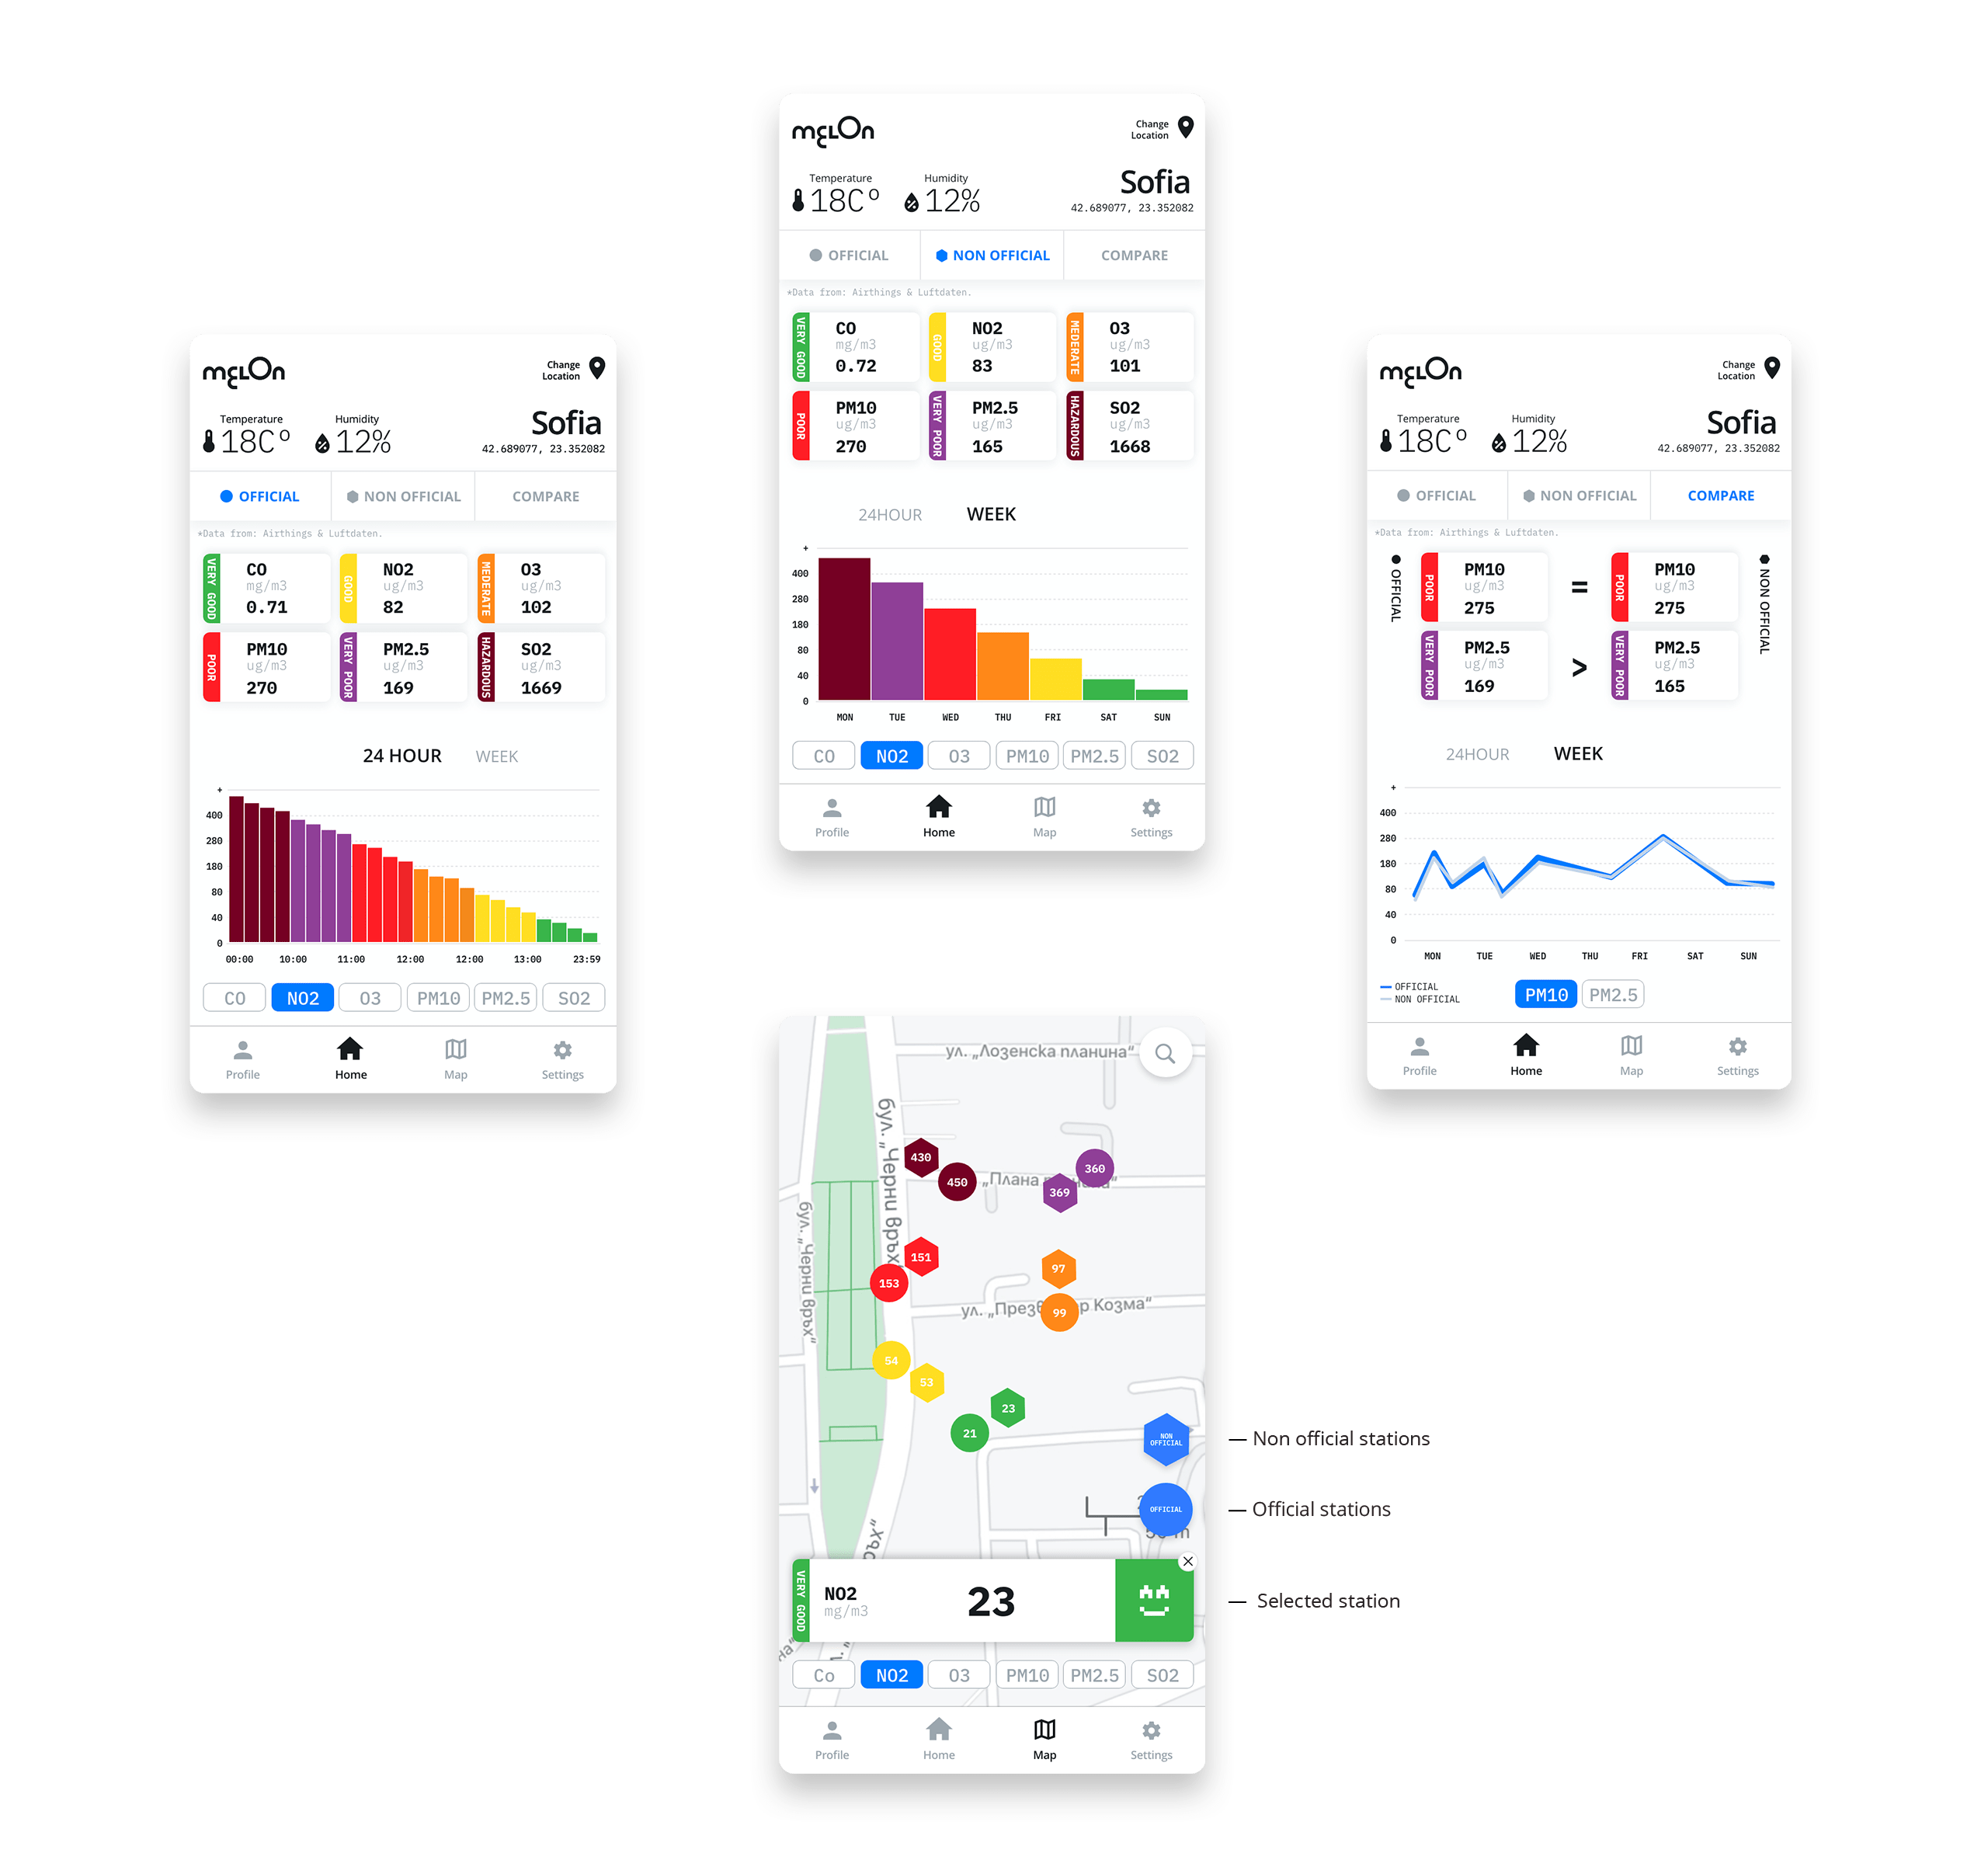 mɛLOn
Change
Location
Temperature
18Cº
Humidity
12%
Sofia
42.689077, 23.352082
OFFICIAL
NON OFFICIAL
COMPARE
*Data from: Airthings & Luftdaten.
VERY GOOD
CO
mg/m3
0.72
GOOD
NO2
ug/m3
83
MEDERATE
O3
ug/m3
101
POOR
PM10
ug/m3
270
VERY POOR
PM2.5
ug/m3
165
HAZARDOUS
SO2
ug/m3
1668
24HOUR
WEEK
+
400
280
180
80
40
0
MON TUE WED THU FRI SAT SUN
CO NO2 O3 PM10 PM2.5 SO2
Profile Home Map Settings
mɛLOn
Change
Location
Temperature
18Cº
Humidity
12%
Sofia
42.689077, 23.352082
OFFICIAL
NON OFFICIAL
COMPARE
*Data from: Airthings & Luftdaten.
VERY GOOD
CO
mg/m3
0.71
GOOD
NO2
ug/m3
82
MEDERATE
O3
ug/m3
102
POOR
PM10
ug/m3
270
VERY POOR
PM2.5
ug/m3
169
HAZARDOUS
SO2
ug/m3
1669
24 HOUR
WEEK
+
400
280
180
80
40
0
00:00 10:00 11:00 12:00 12:00 13:00 23:59
CO NO2 O3 PM10 PM2.5 SO2
Profile Home Map Settings
mɛLOn
Change
Location
Temperature
18Cº
Humidity
12%
Sofia
42.689077, 23.352082
OFFICIAL
NON OFFICIAL
COMPARE
*Data from: Airthings & Luftdaten.
OFFICIAL
POOR
PM10
ug/m3
275
=
POOR
PM10
ug/m3
275
NON OFFICIAL
VERY POOR
PM2.5
ug/m3
169
>
VERY POOR
PM2.5
ug/m3
165
24HOUR
WEEK
+
400
280
180
80
40
0
MON TUE WED THU FRI SAT SUN
OFFICIAL
NON OFFICIAL
PM10 PM2.5
Profile Home Map Settings
ул. „Лозенска планина“
бул. „Черни връх“
430
450
„Плана
360
369
бул. „Черни връх“
151
153
97
ул.
Козма“
99
54
53
23
21
NON
OFFICIAL
Non official stations
OFFICIAL
Official stations
VERY GOOD
NO2
mg/m3
23
Selected station
Co NO2 O3 PM10 PM2.5 SO2
Profile Home Map Settings